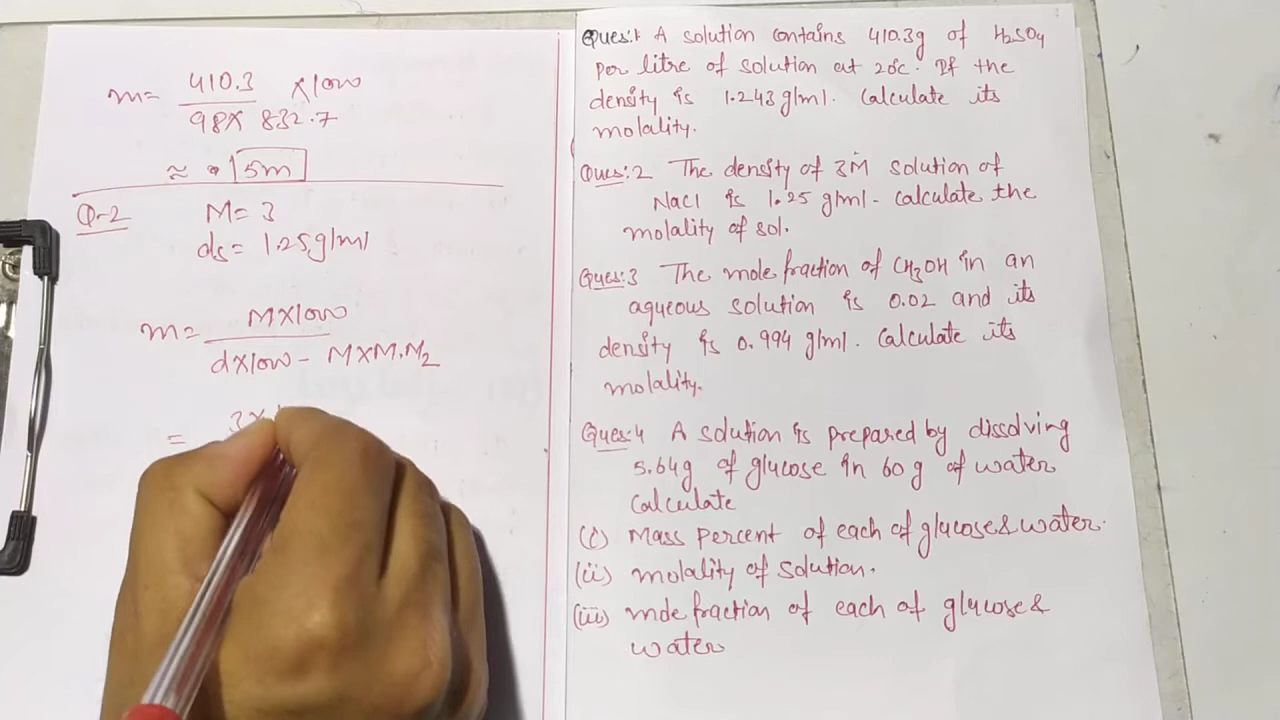 m= 410.3 ×1000
98× 832.7
≈ 5m
Q-2 M= 3
ds= 1.25g/ml
m= M×1000
d×1000 - M×M.M2
= 3×
Ques:1 A solution contains 410.3g of H2SO4
per litre of solution at 20°c. If the
density is 1.243 g/ml. Calculate its
molality.
Ques:2 The density of 3M solution of
NaCl is 1.25 g/ml. calculate the
molality of sol.
Ques:3 The mole fraction of CH3OH in an
aqueous solution is 0.02 and its
density is 0.994 g/ml. Calculate its
molality.
Ques:4 A solution is prepared by dissolving
5.64g of glucose in 60 g of water
Calculate
(i) Mass percent of each of glucose & water.
(ii) molality of solution.
(iii) mole fraction of each of glucose &
water